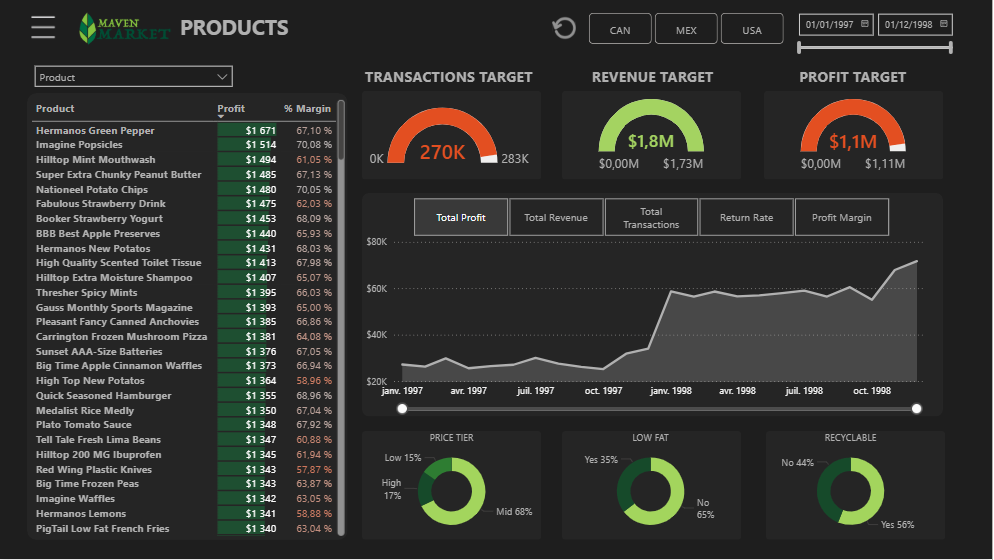 MAVEN
MARKET
PRODUCTS
CAN
MEX
USA
01/01/1997
01/12/1998
Product
Product Profit % Margin
Hermanos Green Pepper $1 671 67,10 %
Imagine Popsicles $1 514 70,08 %
Hilltop Mint Mouthwash $1 494 61,05 %
Super Extra Chunky Peanut Butter $1 485 67,13 %
Nationeel Potato Chips $1 480 70,05 %
Fabulous Strawberry Drink $1 475 62,03 %
Booker Strawberry Yogurt $1 453 68,09 %
BBB Best Apple Preserves $1 440 65,93 %
Hermanos New Potatos $1 431 68,03 %
High Quality Scented Toilet Tissue $1 413 67,98 %
Hilltop Extra Moisture Shampoo $1 407 65,07 %
Thresher Spicy Mints $1 395 66,03 %
Gauss Monthly Sports Magazine $1 393 65,00 %
Pleasant Fancy Canned Anchovies $1 385 66,86 %
Carrington Frozen Mushroom Pizza $1 381 64,08 %
Sunset AAA-Size Batteries $1 376 67,05 %
Big Time Apple Cinnamon Waffles $1 373 66,94 %
High Top New Potatos $1 364 58,96 %
Quick Seasoned Hamburger $1 355 68,96 %
Medalist Rice Medly $1 350 67,04 %
Plato Tomato Sauce $1 348 67,92 %
Tell Tale Fresh Lima Beans $1 347 60,88 %
Hilltop 200 MG Ibuprofen $1 345 61,94 %
Red Wing Plastic Knives $1 343 57,87 %
Big Time Frozen Peas $1 343 63,87 %
Imagine Waffles $1 342 63,05 %
Hermanos Lemons $1 341 58,88 %
PigTail Low Fat French Fries $1 340 63,04 %
TRANSACTIONS TARGET
0K
270K
283K
REVENUE TARGET
$1,8M
$0,00M
$1,73M
PROFIT TARGET
$1,1M
$0,00M
$1,11M
Total Profit
Total Revenue
Total
Transactions
Return Rate
Profit Margin
$80K
$60K
$40K
$20K
janv. 1997 avr. 1997 juil. 1997 oct. 1997 janv. 1998 avr. 1998 juil. 1998 oct. 1998
PRICE TIER
Low 15%
High
17%
Mid 68%
LOW FAT
Yes 35%
No
65%
RECYCLABLE
No 44%
Yes 56%